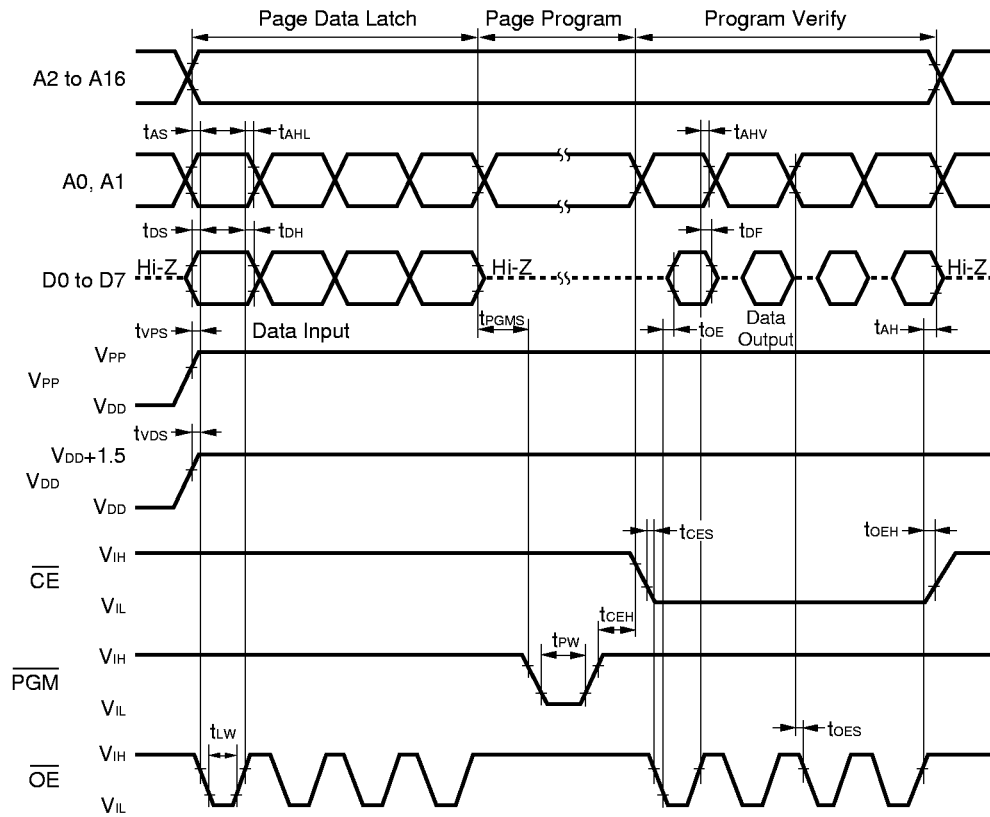 Page Data Latch Page Program Program Verify
A2 to A16
tAS tAHL tAHV
A0, A1
tDS tDH tDF
Hi-Z Hi-Z Hi-Z
D0 to D7
tPGMS
tVPS Data Input tOE Data Output tAH
VPP
VPP
VDD
tVDS
VDD+1.5
VDD
VDD
tCES tOEH
VIH
CE
VIL
tCEH
tPW
VIH
PGM
VIL
tLW tOES
VIH
OE
VIL